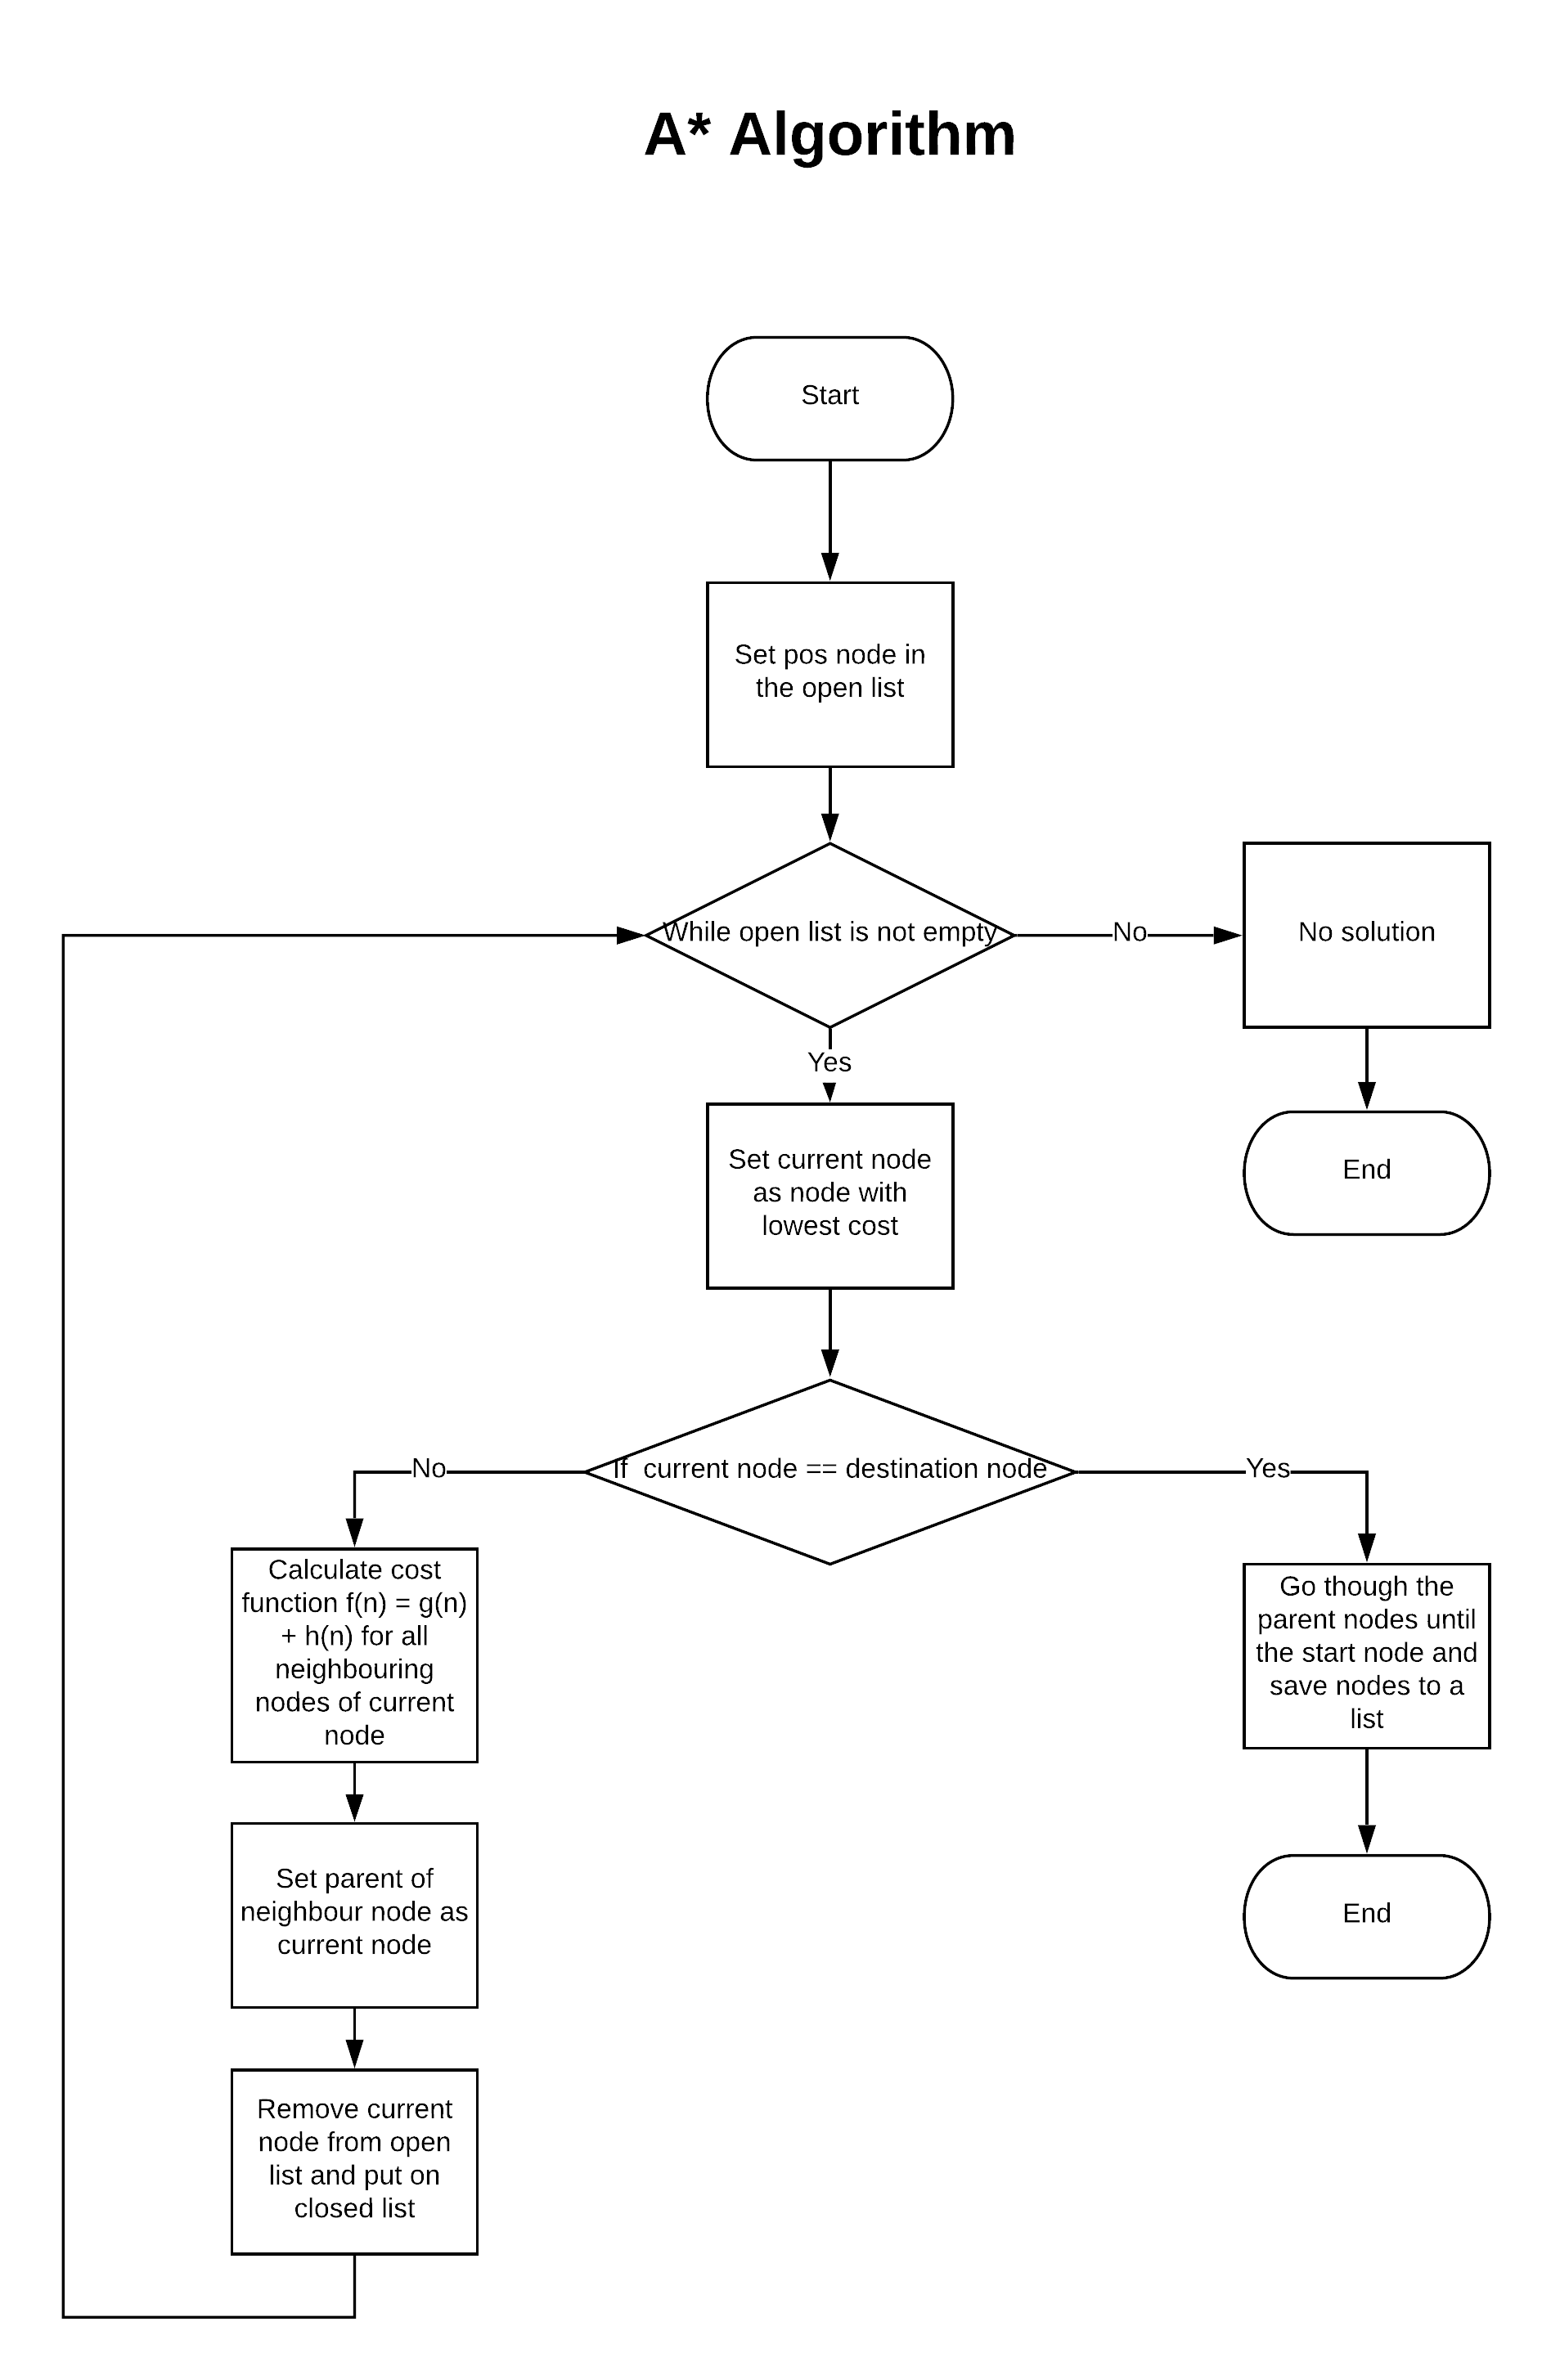 A* Algorithm
Start
Set pos node in
the open list
While open list is not empty
No
No solution
Yes
End
Set current node
as node with
lowest cost
If  current node == destination node
No
Yes
Calculate cost
function f(n) = g(n)
+ h(n) for all
neighbouring
nodes of current
node
Go though the
parent nodes until
the start node and
save nodes to a
list
Set parent of
neighbour node as
current node
End
Remove current
node from open
list and put on
closed list